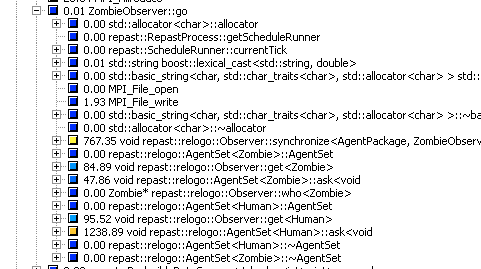 0.01 ZombieObserver::go
0.00 std::allocator<char>::allocator
0.00 repast::RepastProcess::getScheduleRunner
0.00 repast::ScheduleRunner::currentTick
0.01 std::string boost::lexical_cast<std::string, double>
0.00 std::basic_string<char, std::char_traits<char>, std::allocator<char> > std::
0.00 MPI_File_open
1.93 MPI_File_write
0.00 std::basic_string<char, std::char_traits<char>, std::allocator<char> >::~ba
0.00 std::allocator<char>::~allocator
767.35 void repast::relogo::Observer::synchronize<AgentPackage, ZombieObserv
0.00 repast::relogo::AgentSet<Zombie>::AgentSet
84.89 void repast::relogo::Observer::get<Zombie>
47.86 void repast::relogo::AgentSet<Zombie>::ask<void
0.00 Zombie* repast::relogo::Observer::who<Zombie>
0.00 repast::relogo::AgentSet<Human>::AgentSet
95.52 void repast::relogo::Observer::get<Human>
1238.89 void repast::relogo::AgentSet<Human>::ask<void
0.00 repast::relogo::AgentSet<Human>::~AgentSet
0.00 repast::relogo::AgentSet<Zombie>::~AgentSet